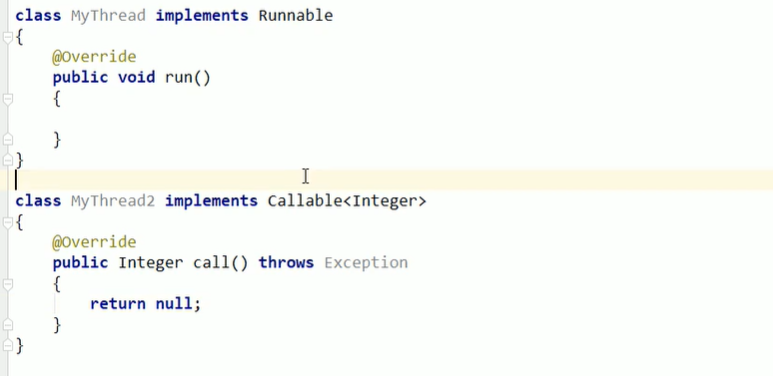 class MyThread implements Runnable
{
    @Override
    public void run()
    {
    }
}
class MyThread2 implements Callable<Integer>
{
    @Override
    public Integer call() throws Exception
    {
        return null;
    }
}